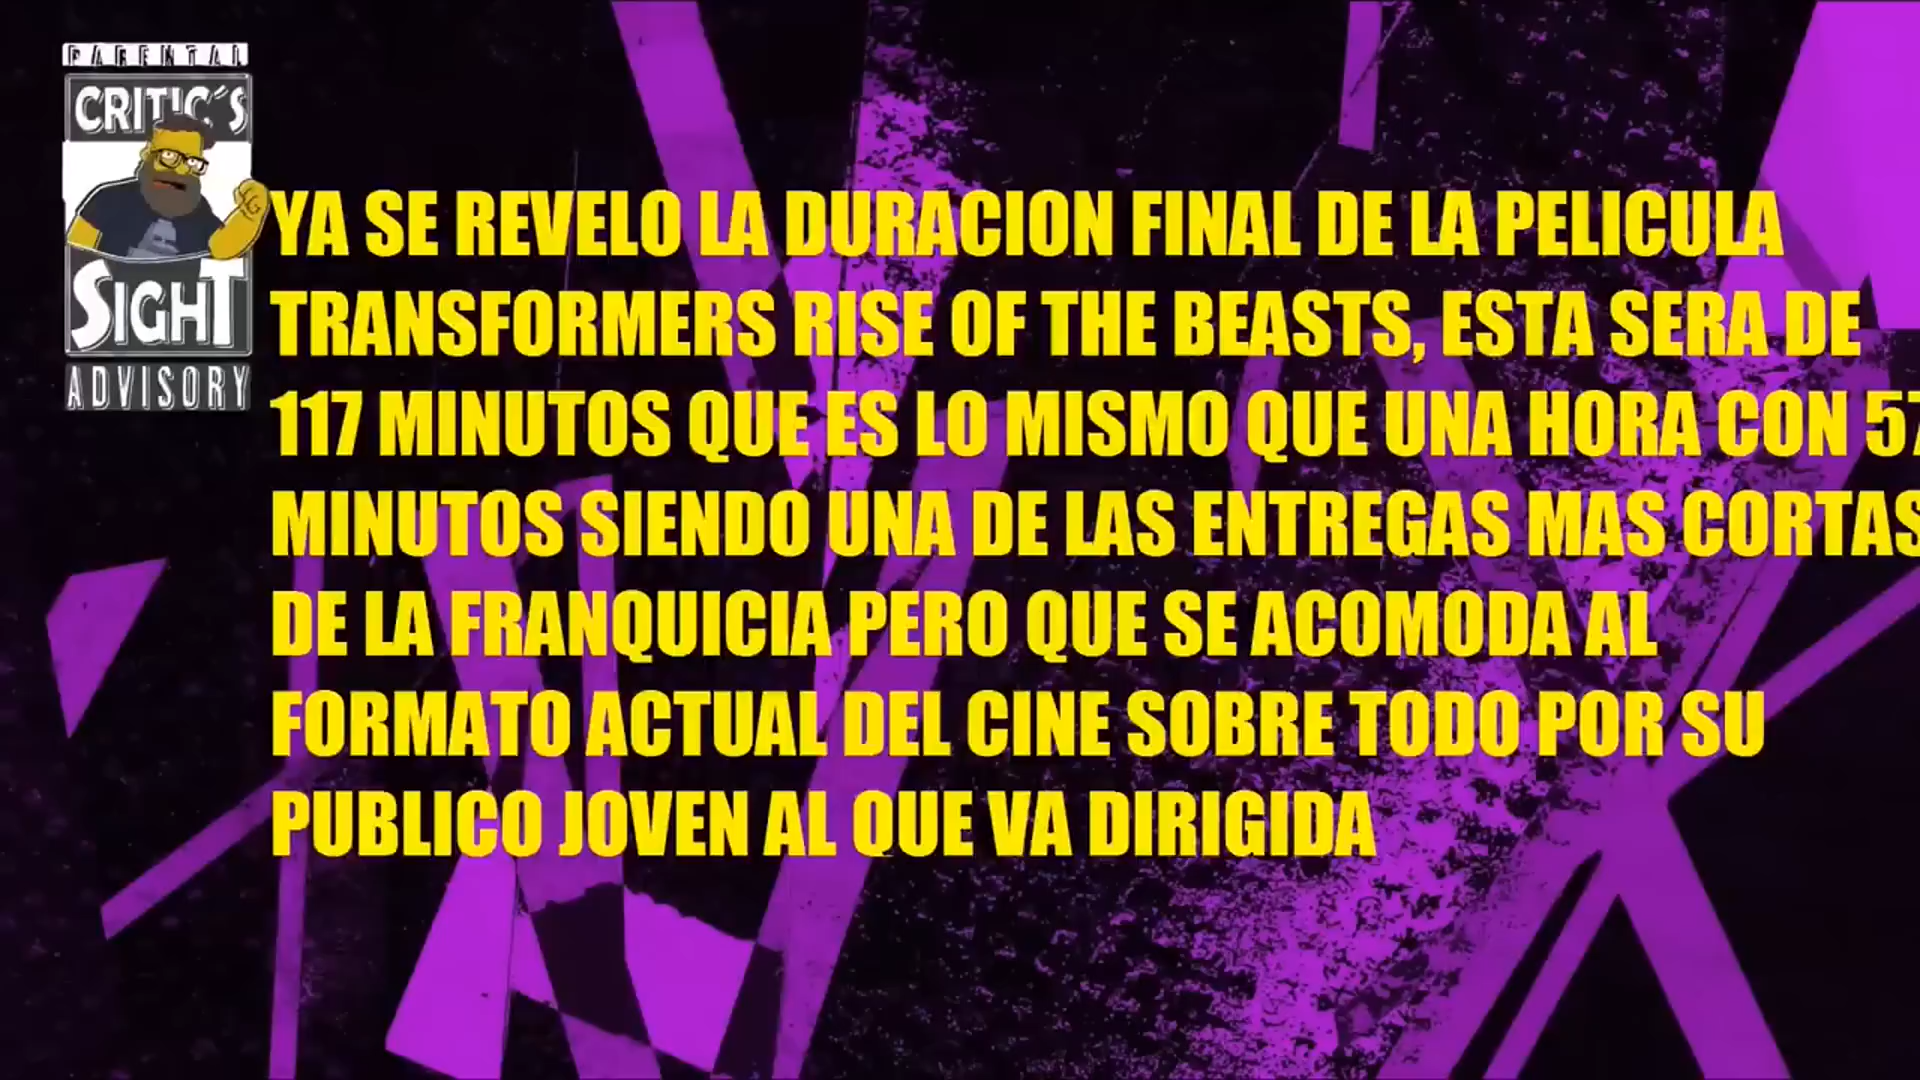 PARENTAL
CRITIC´S
SIGHT
ADVISORY
YA SE REVELO LA DURACION FINAL DE LA PELICULA
TRANSFORMERS RISE OF THE BEASTS, ESTA SERA DE
117 MINUTOS QUE ES LO MISMO QUE UNA HORA CON 57
MINUTOS SIENDO UNA DE LAS ENTREGAS MAS CORTAS
DE LA FRANQUICIA PERO QUE SE ACOMODA AL
FORMATO ACTUAL DEL CINE SOBRE TODO POR SU
PUBLICO JOVEN AL QUE VA DIRIGIDA